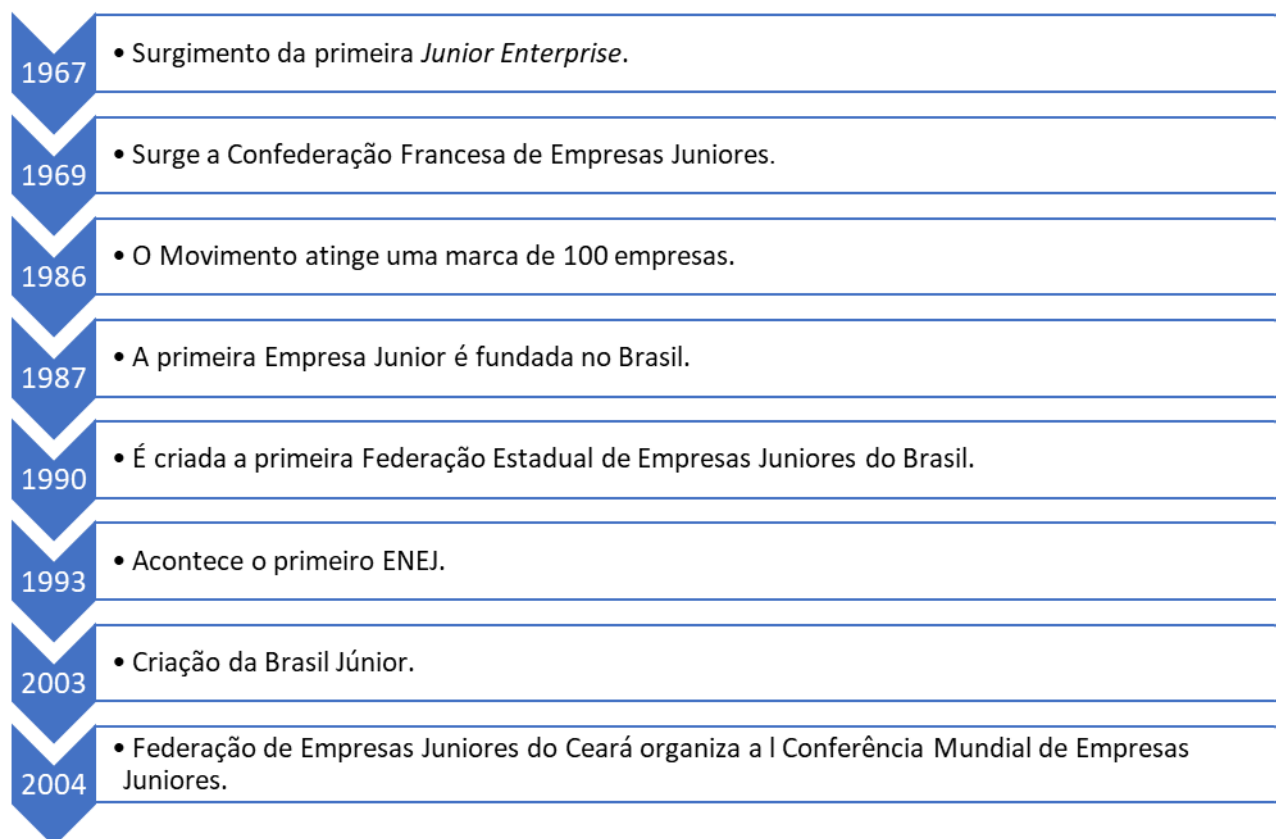 1967
• Surgimento da primeira Junior Enterprise.
1969
• Surge a Confederação Francesa de Empresas Juniores.
1986
• O Movimento atinge uma marca de 100 empresas.
1987
• A primeira Empresa Junior é fundada no Brasil.
1990
• É criada a primeira Federação Estadual de Empresas Juniores do Brasil.
1993
• Acontece o primeiro ENEJ.
2003
• Criação da Brasil Júnior.
2004
• Federação de Empresas Juniores do Ceará organiza a l Conferência Mundial de Empresas
Juniores.